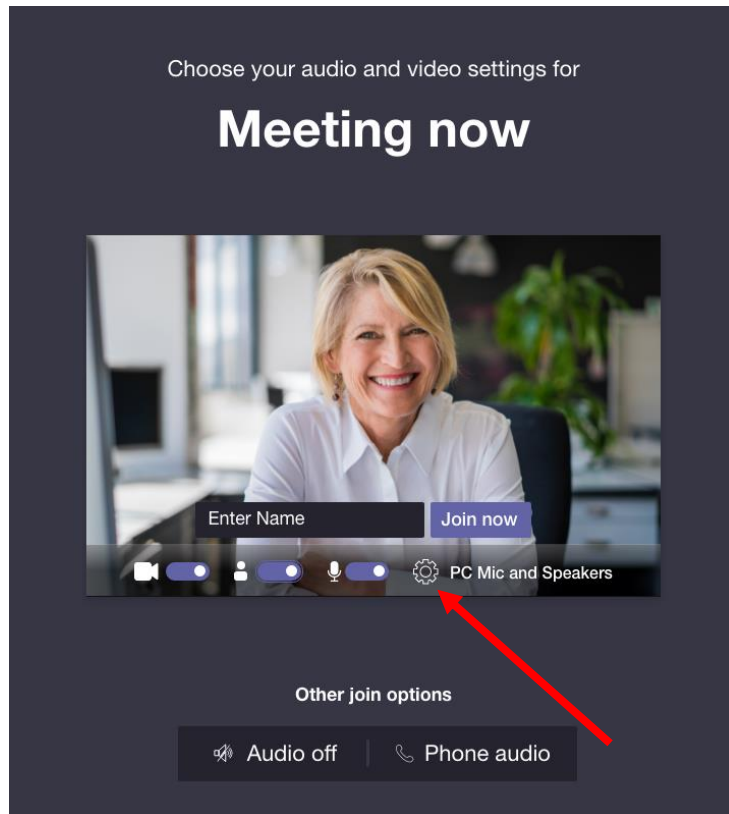 Choose your audio and video settings for
Meeting now
Enter Name
Join now
PC Mic and Speakers
Other join options
Audio off
Phone audio